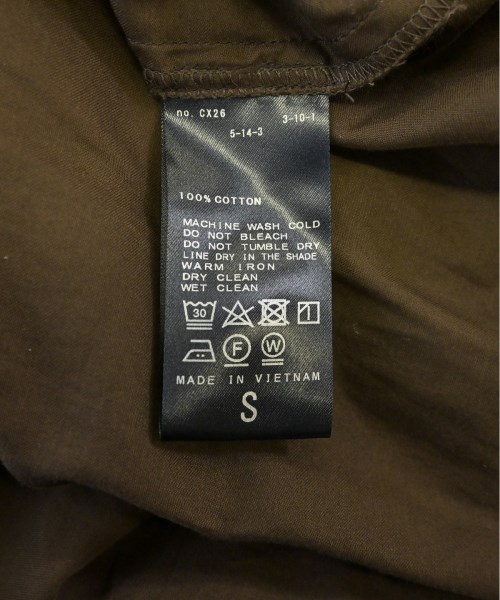 no. CX26 3-10-1
5-14-3
100% COTTON
MACHINE WASH COLD
DO NOT BLEACH
DO NOT TUMBLE DRY
LINE DRY IN THE SHADE
WARM IRON
DRY CLEAN
WET CLEAN
30
F W
MADE IN VIETNAM
S